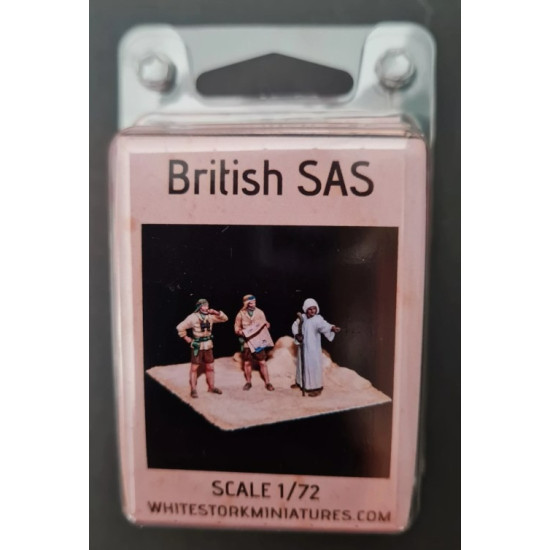 British SAS
SCALE 1/72
WHITESTORKMINIATURES.COM